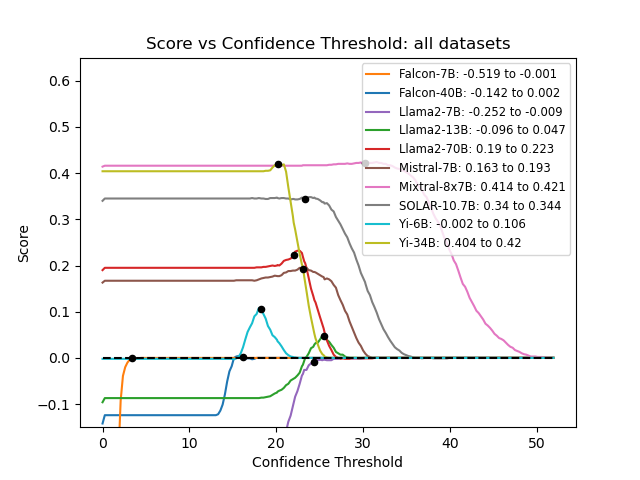 Score vs Confidence Threshold: all datasets
Score
0.6
0.5
0.4
0.3
0.2
0.1
0.0
−0.1
Falcon-7B: -0.519 to -0.001
Falcon-40B: -0.142 to 0.002
Llama2-7B: -0.252 to -0.009
Llama2-13B: -0.096 to 0.047
Llama2-70B: 0.19 to 0.223
Mistral-7B: 0.163 to 0.193
Mixtral-8x7B: 0.414 to 0.421
SOLAR-10.7B: 0.34 to 0.344
Yi-6B: -0.002 to 0.106
Yi-34B: 0.404 to 0.42
0 10 20 30 40 50
Confidence Threshold